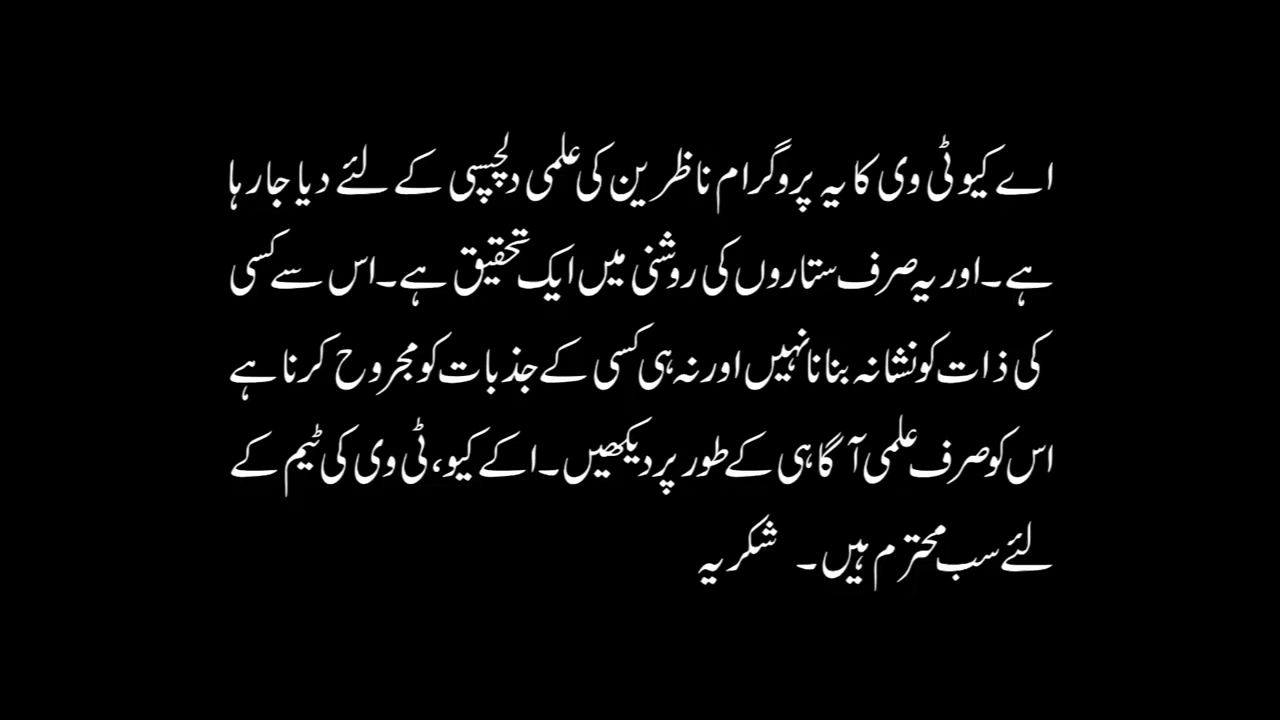 اے کیو ٹی وی کا یہ پروگرام ناظرین کی علمی دلچسپی کے لئے دیا جارہا
ہے۔ اور یہ صرف ستاروں کی روشنی میں ایک تحقیق ہے۔ اس سے کسی
کی ذات کو نشانہ بنانا نہیں اور نہ ہی کسی کے جذبات کو مجروح کرنا ہے
اس کو صرف علمی آگاہی کے طور پر دیکھیں۔ اکے کیو، ٹی وی کی ٹیم کے
لئے سب محترم ہیں۔ شکریہ